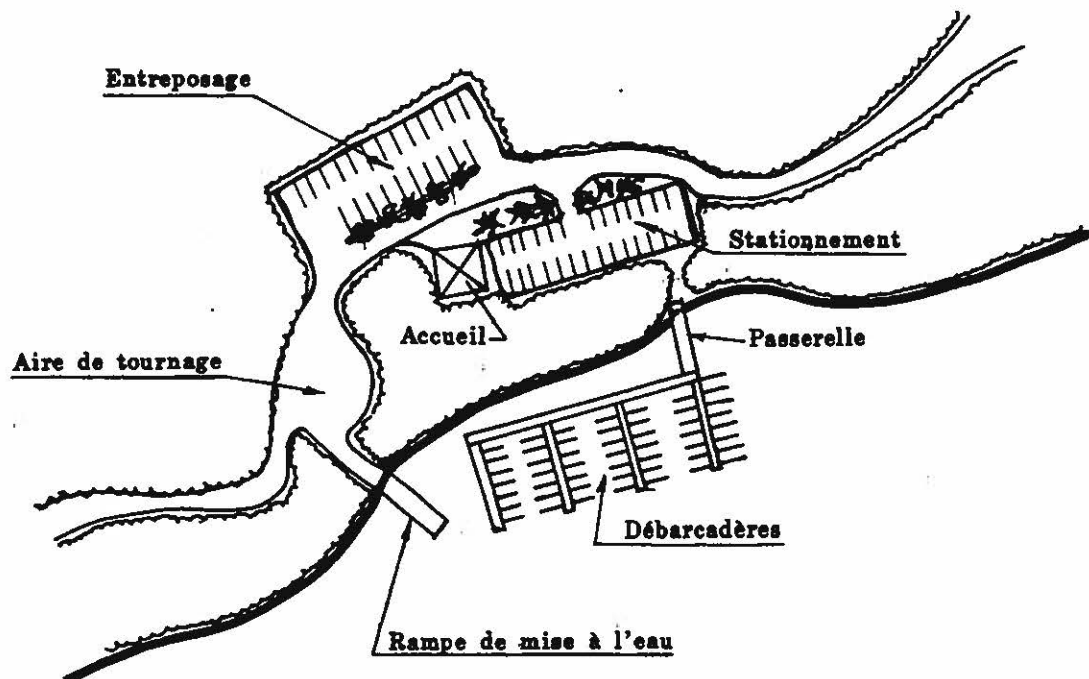 Entreposage
Stationnement
Accueil
Passerelle
Aire de tournage
Débarcadères
Rampe de mise à l'eau